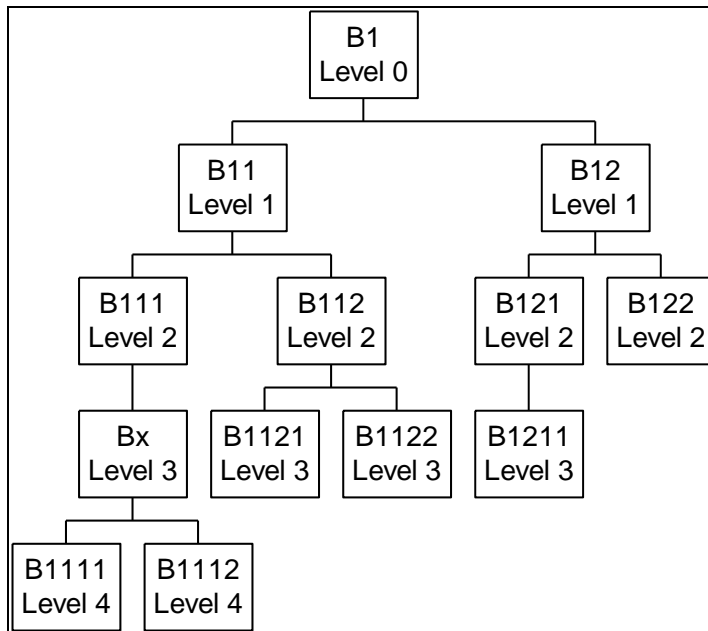 B1
Level 0
B11
Level 1
B12
Level 1
B111
Level 2
B112
Level 2
B121
Level 2
B122
Level 2
Bx
Level 3
B1121
Level 3
B1122
Level 3
B1211
Level 3
B1111
Level 4
B1112
Level 4